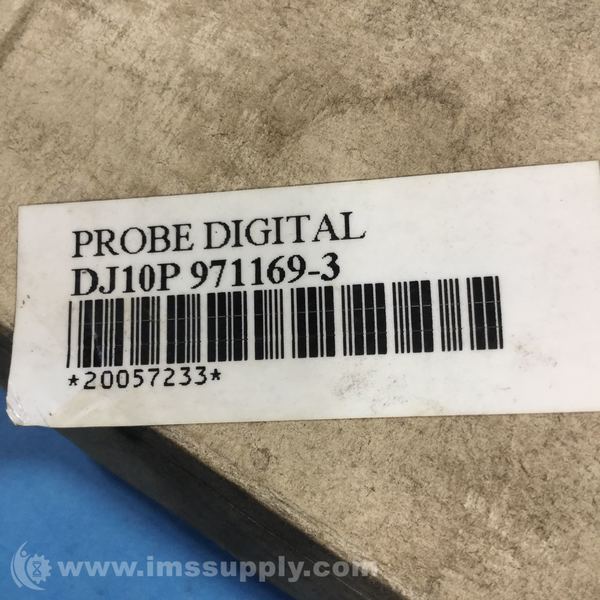 PROBE DIGITAL
DJ10P 971169-3
*20057233*
www.imssupply.com